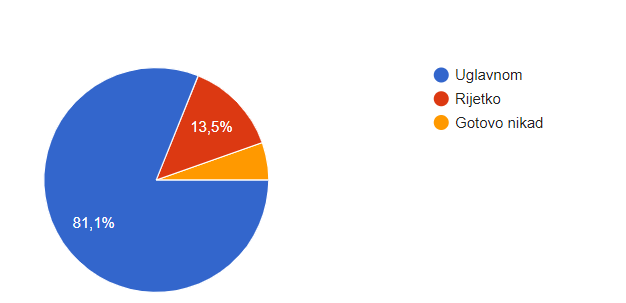 Uglavnom
Rijetko
Gotovo nikad
13,5%
81,1%